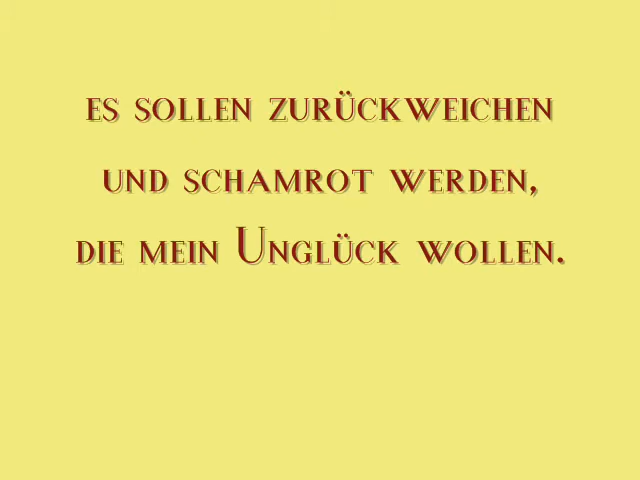 es sollen zurückweichen
und schamrot werden,
die mein Unglück wollen.